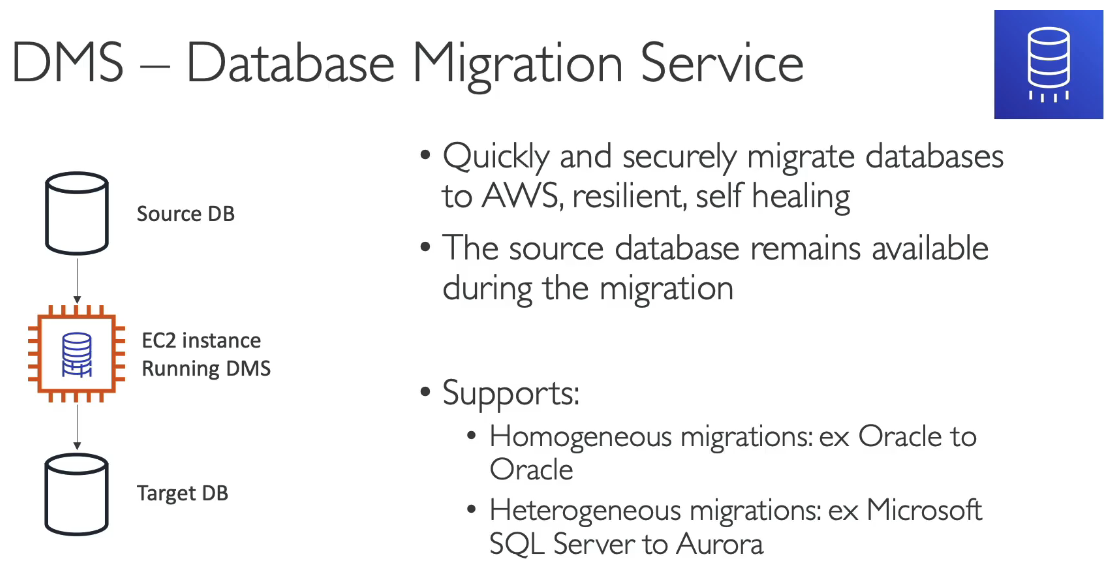 DMS – Database Migration Service
Source DB
EC2 instance
Running DMS
Target DB
• Quickly and securely migrate databases
to AWS, resilient, self healing
• The source database remains available
during the migration
• Supports:
• Homogeneous migrations: ex Oracle to
Oracle
• Heterogeneous migrations: ex Microsoft
SQL Server to Aurora